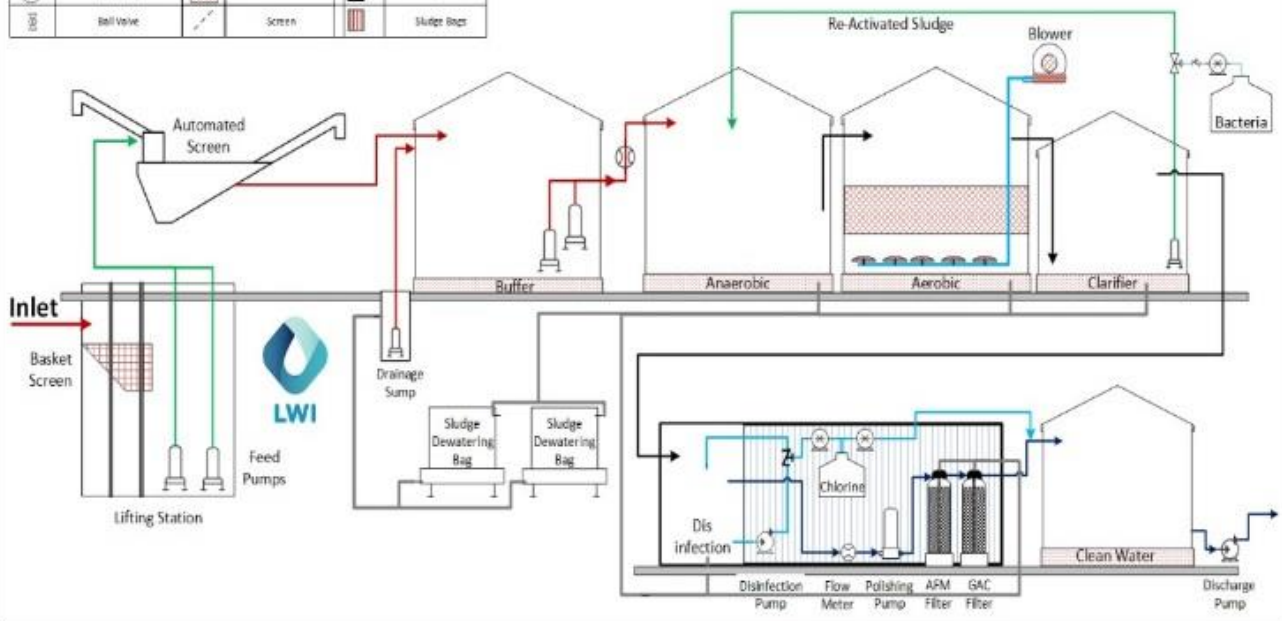 Ball Valve
Screen
Sludge Bags
Re-Activated Sludge
Blower
Bacteria
Automated
Screen
Buffer
Anaerobic
Aerobic
Clarifier
Inlet
Basket
Screen
LWI
Drainage
Sump
Sludge
Dewatering
Bag
Sludge
Dewatering
Bag
Feed
Pumps
Lifting Station
Chlorine
Dis
infection
Clean Water
Disinfection
Pump
Flow
Meter
Polishing
Pump
AFM
Filter
GAC
Filter
Discharge
Pump